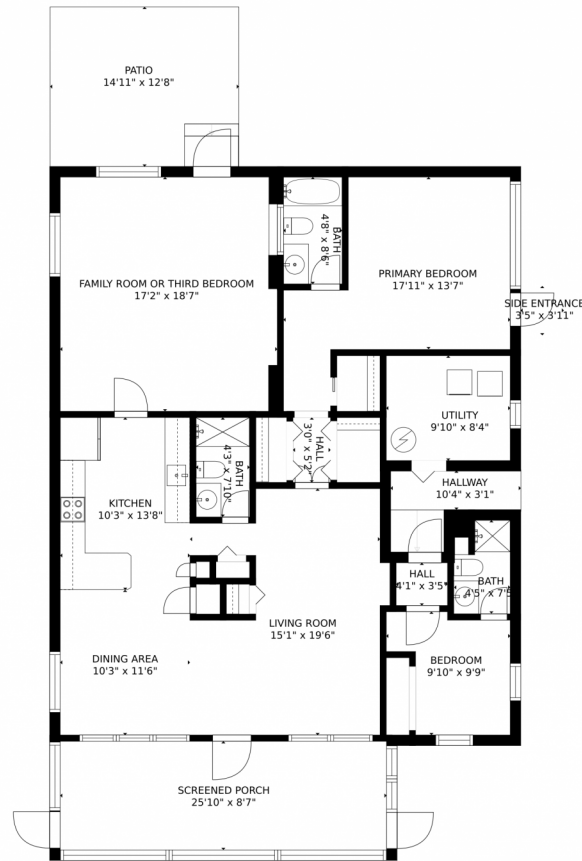 PATIO
14'11" x 12'8"
FAMILY ROOM OR THIRD BEDROOM
17'2" x 18'7"
BATH
4'8" x 8'6"
PRIMARY BEDROOM
17'11" x 13'7"
SIDE ENTRANCE
3'5" x 3'11"
UTILITY
9'10" x 8'4"
HALL
3'0" x 5'2"
BATH
4'3" x 7'10"
KITCHEN
10'3" x 13'8"
HALLWAY
10'4" x 3'1"
HALL
4'1" x 3'5"
BATH
4'5" x 7'5
LIVING ROOM
15'1" x 19'6"
DINING AREA
10'3" x 11'6"
BEDROOM
9'10" x 9'9"
SCREENED PORCH
25'10" x 8'7"